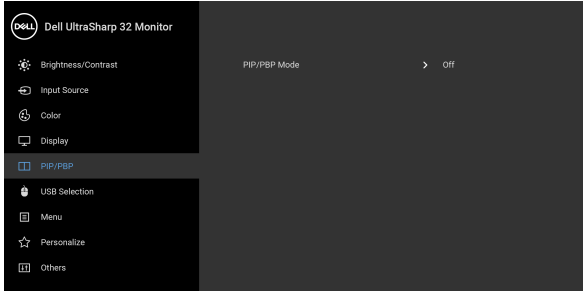 DELL
Dell UltraSharp 32 Monitor
Brightness/Contrast
PIP/PBP Mode
Off
Input Source
Color
Display
PIP/PBP
USB Selection
Menu
Personalize
Others